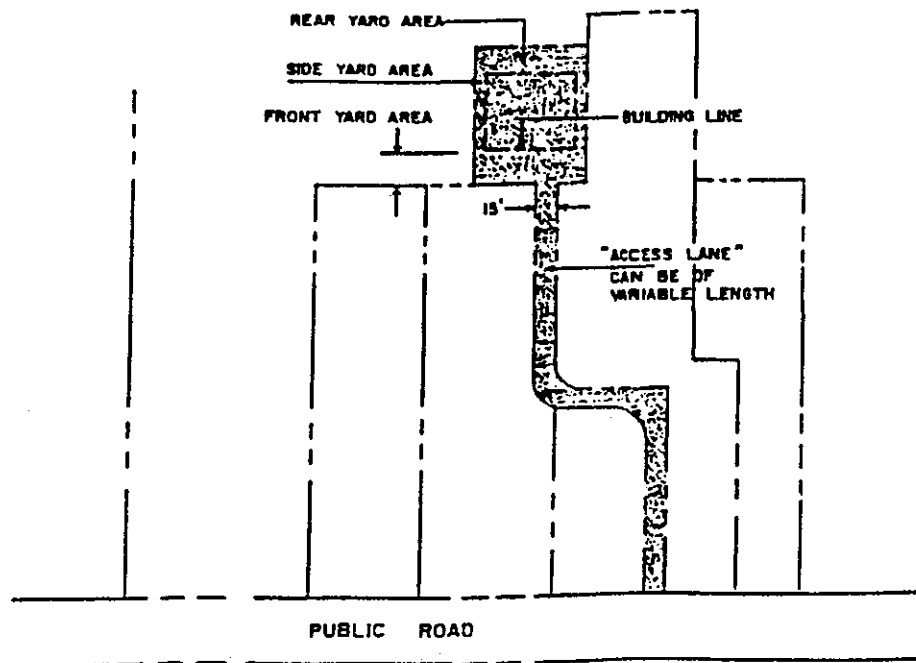 REAR YARD AREA
SIDE YARD AREA
FRONT YARD AREA
BUILDING LINE
15'
"ACCESS LANE"
CAN BE OF
VARIABLE LENGTH
PUBLIC ROAD